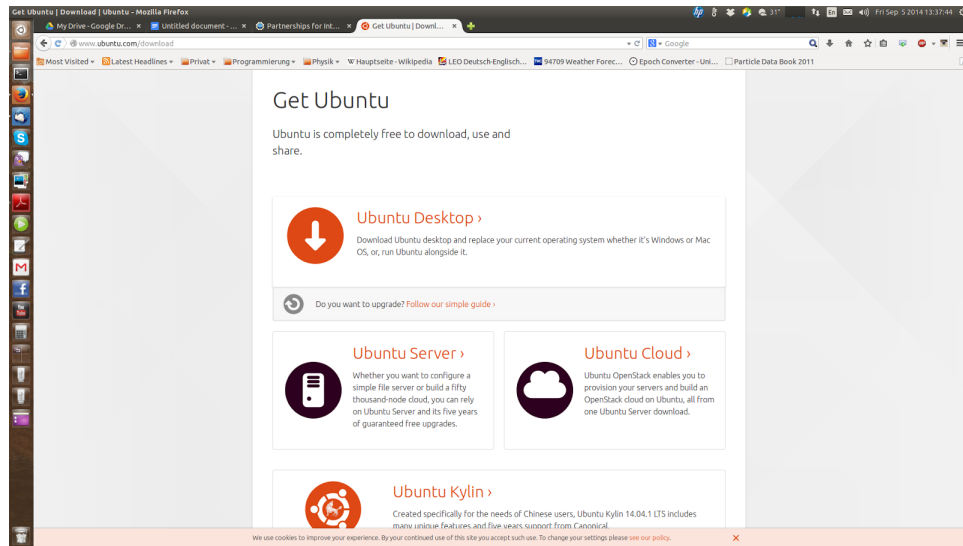 Get Ubuntu | Download | Ubuntu - Mozilla Firefox
31°
En
Fri Sep 5 2014 13:37:44
My Drive - Google Dr... ×
Untitled document - ... ×
Partnerships for Int... ×
Get Ubuntu | Downl... ×
www.ubuntu.com/download
Google
Most Visited
Latest Headlines
Privat
Programmierung
Physik
W Hauptseite - Wikipedia
LEO Deutsch-Englisch...
94709 Weather Forec...
Epoch Converter - Uni...
Particle Data Book 2011
Get Ubuntu
Ubuntu is completely free to download, use and
share.
Ubuntu Desktop ›
Download Ubuntu desktop and replace your current operating system whether it's Windows or Mac
OS, or, run Ubuntu alongside it.
Do you want to upgrade? Follow our simple guide ›
Ubuntu Server ›
Whether you want to configure a
simple file server or build a fifty
thousand-node cloud, you can rely
on Ubuntu Server and its five years
of guaranteed free upgrades.
Ubuntu Cloud ›
Ubuntu OpenStack enables you to
provision your servers and build an
OpenStack cloud on Ubuntu, all from
one Ubuntu Server download.
Ubuntu Kylin ›
Created specifically for the needs of Chinese users, Ubuntu Kylin 14.04.1 LTS includes
many unique features and five years support from Canonical.
We use cookies to improve your experience. By your continued use of this site you accept such use. To change your settings please see our policy.